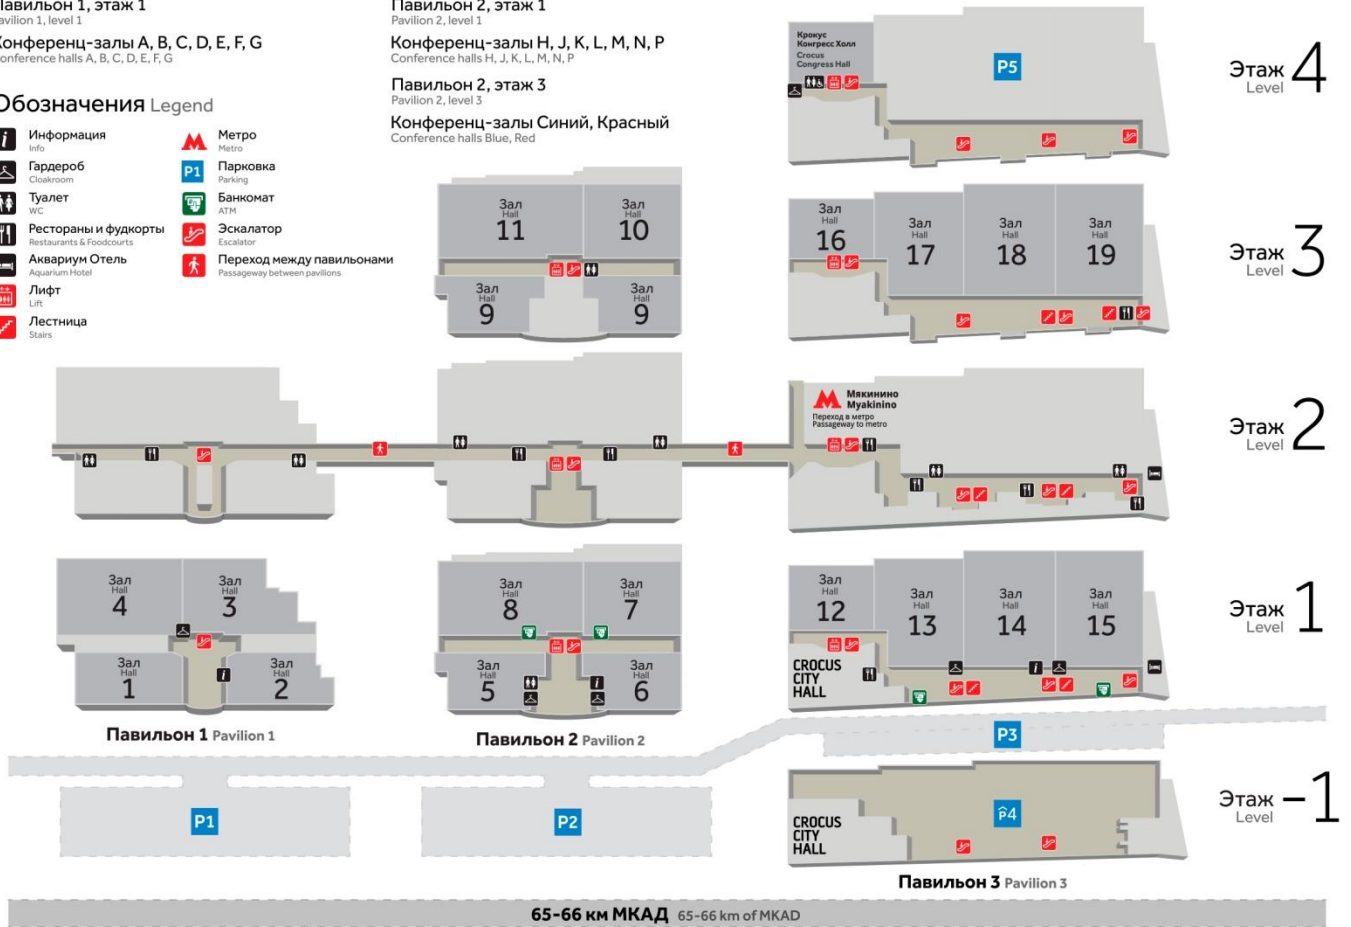 Павильон 1, этаж 1
Pavilion 1, level 1
Конференц-залы A, B, C, D, E, F, G
Conference halls A, B, C, D, E, F, G
Павильон 2, этаж 1
Pavilion 2, level 1
Конференц-залы H, J, K, L, M, N, P
Conference halls H, J, K, L, M, N, P
Павильон 2, этаж 3
Pavilion 2, level 3
Конференц-залы Синий, Красный
Conference halls Blue, Red
Обозначения Legend
i Информация
Info
Гардероб
Cloakroom
Туалет
WC
Рестораны и фудкорты
Restaurants & Foodcourts
Аквариум Отель
Aquarium Hotel
Лифт
Lift
Лестница
Stairs
Метро
Metro
P1 Парковка
Parking
Банкомат
ATM
Эскалатор
Escalator
Переход между павильонами
Passageway between pavilions
Крокус
Конгресс Холл
Crocus
Congress Hall
P5
Этаж 4
Level
Зал
Hall
11
Зал
Hall
10
Зал
Hall
9
Зал
Hall
9
Зал
Hall
16
Зал
Hall
17
Зал
Hall
18
Зал
Hall
19
Этаж 3
Level
Мякинино
Myakinino
Переход в метро
Passageway to metro
Этаж 2
Level
Зал
Hall
4
Зал
Hall
3
Зал
Hall
1
i
Зал
Hall
2
Павильон 1 Pavilion 1
Зал
Hall
8
Зал
Hall
7
Зал
Hall
5
i
Зал
Hall
6
Павильон 2 Pavilion 2
Зал
Hall
12
Зал
Hall
13
Зал
Hall
14
Зал
Hall
15
CROCUS
CITY
HALL
i
Этаж 1
Level
P3
P1
P2
P4
CROCUS
CITY
HALL
Этаж -1
Level
Павильон 3 Pavilion 3
65-66 км МКАД 65-66 km of MKAD